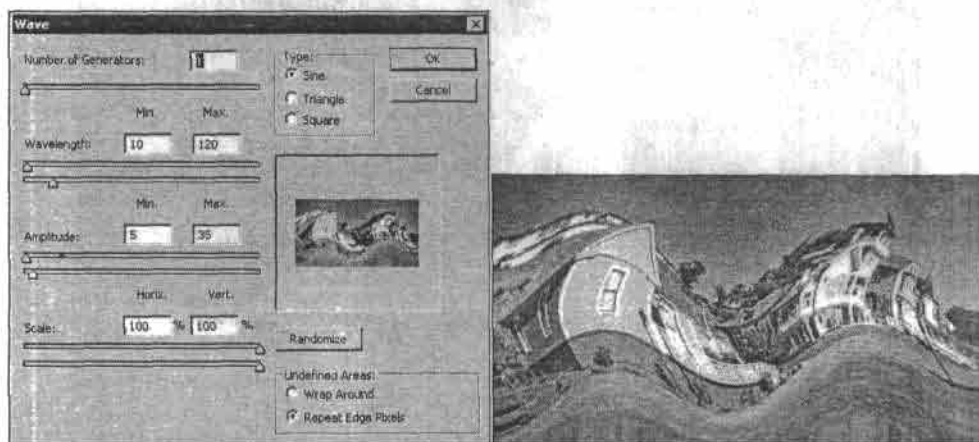 Wave
Number of Generators: 1
Min. Max.
Wavelength: 10 120
Min. Max.
Amplitude: 5 35
Horiz. Vert.
Scale: 100 % 100 %
Type:
Sine
Triangle
Square
OK
Cancel
Randomize
Undefined Areas:
Wrap Around
Repeat Edge Pixels